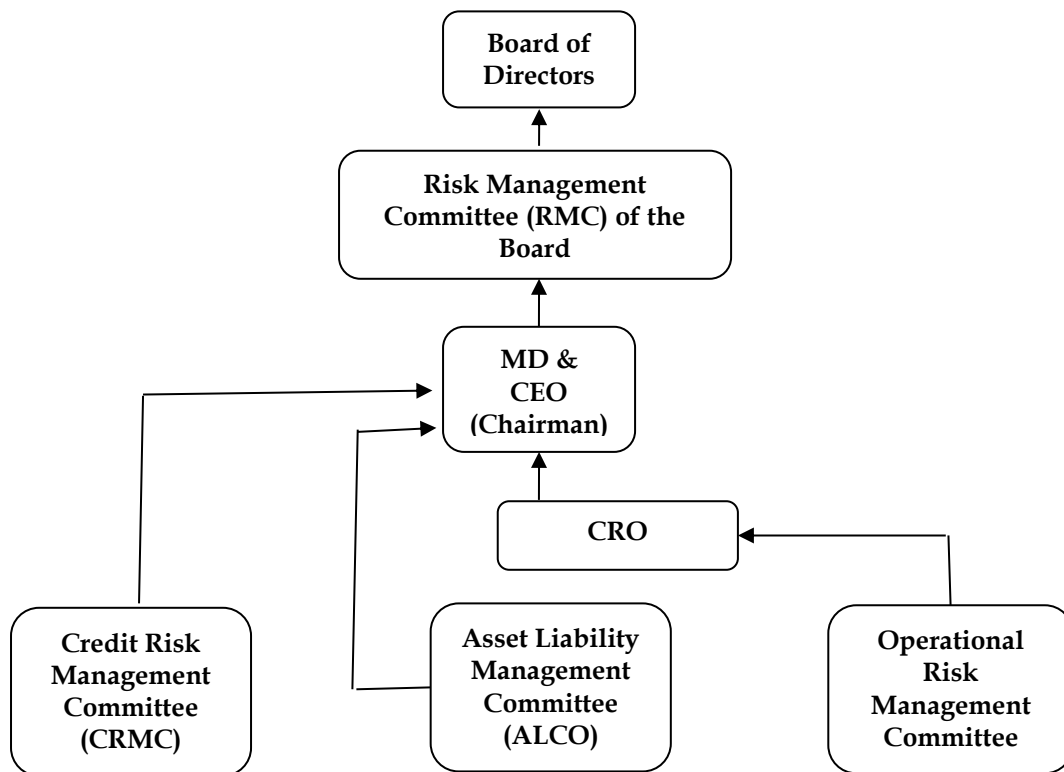 Board of
Directors
Risk Management
Committee (RMC) of the
Board
MD &
CEO
(Chairman)
CRO
Credit Risk
Management
Committee
(CRMC)
Asset Liability
Management
Committee
(ALCO)
Operational
Risk
Management
Committee